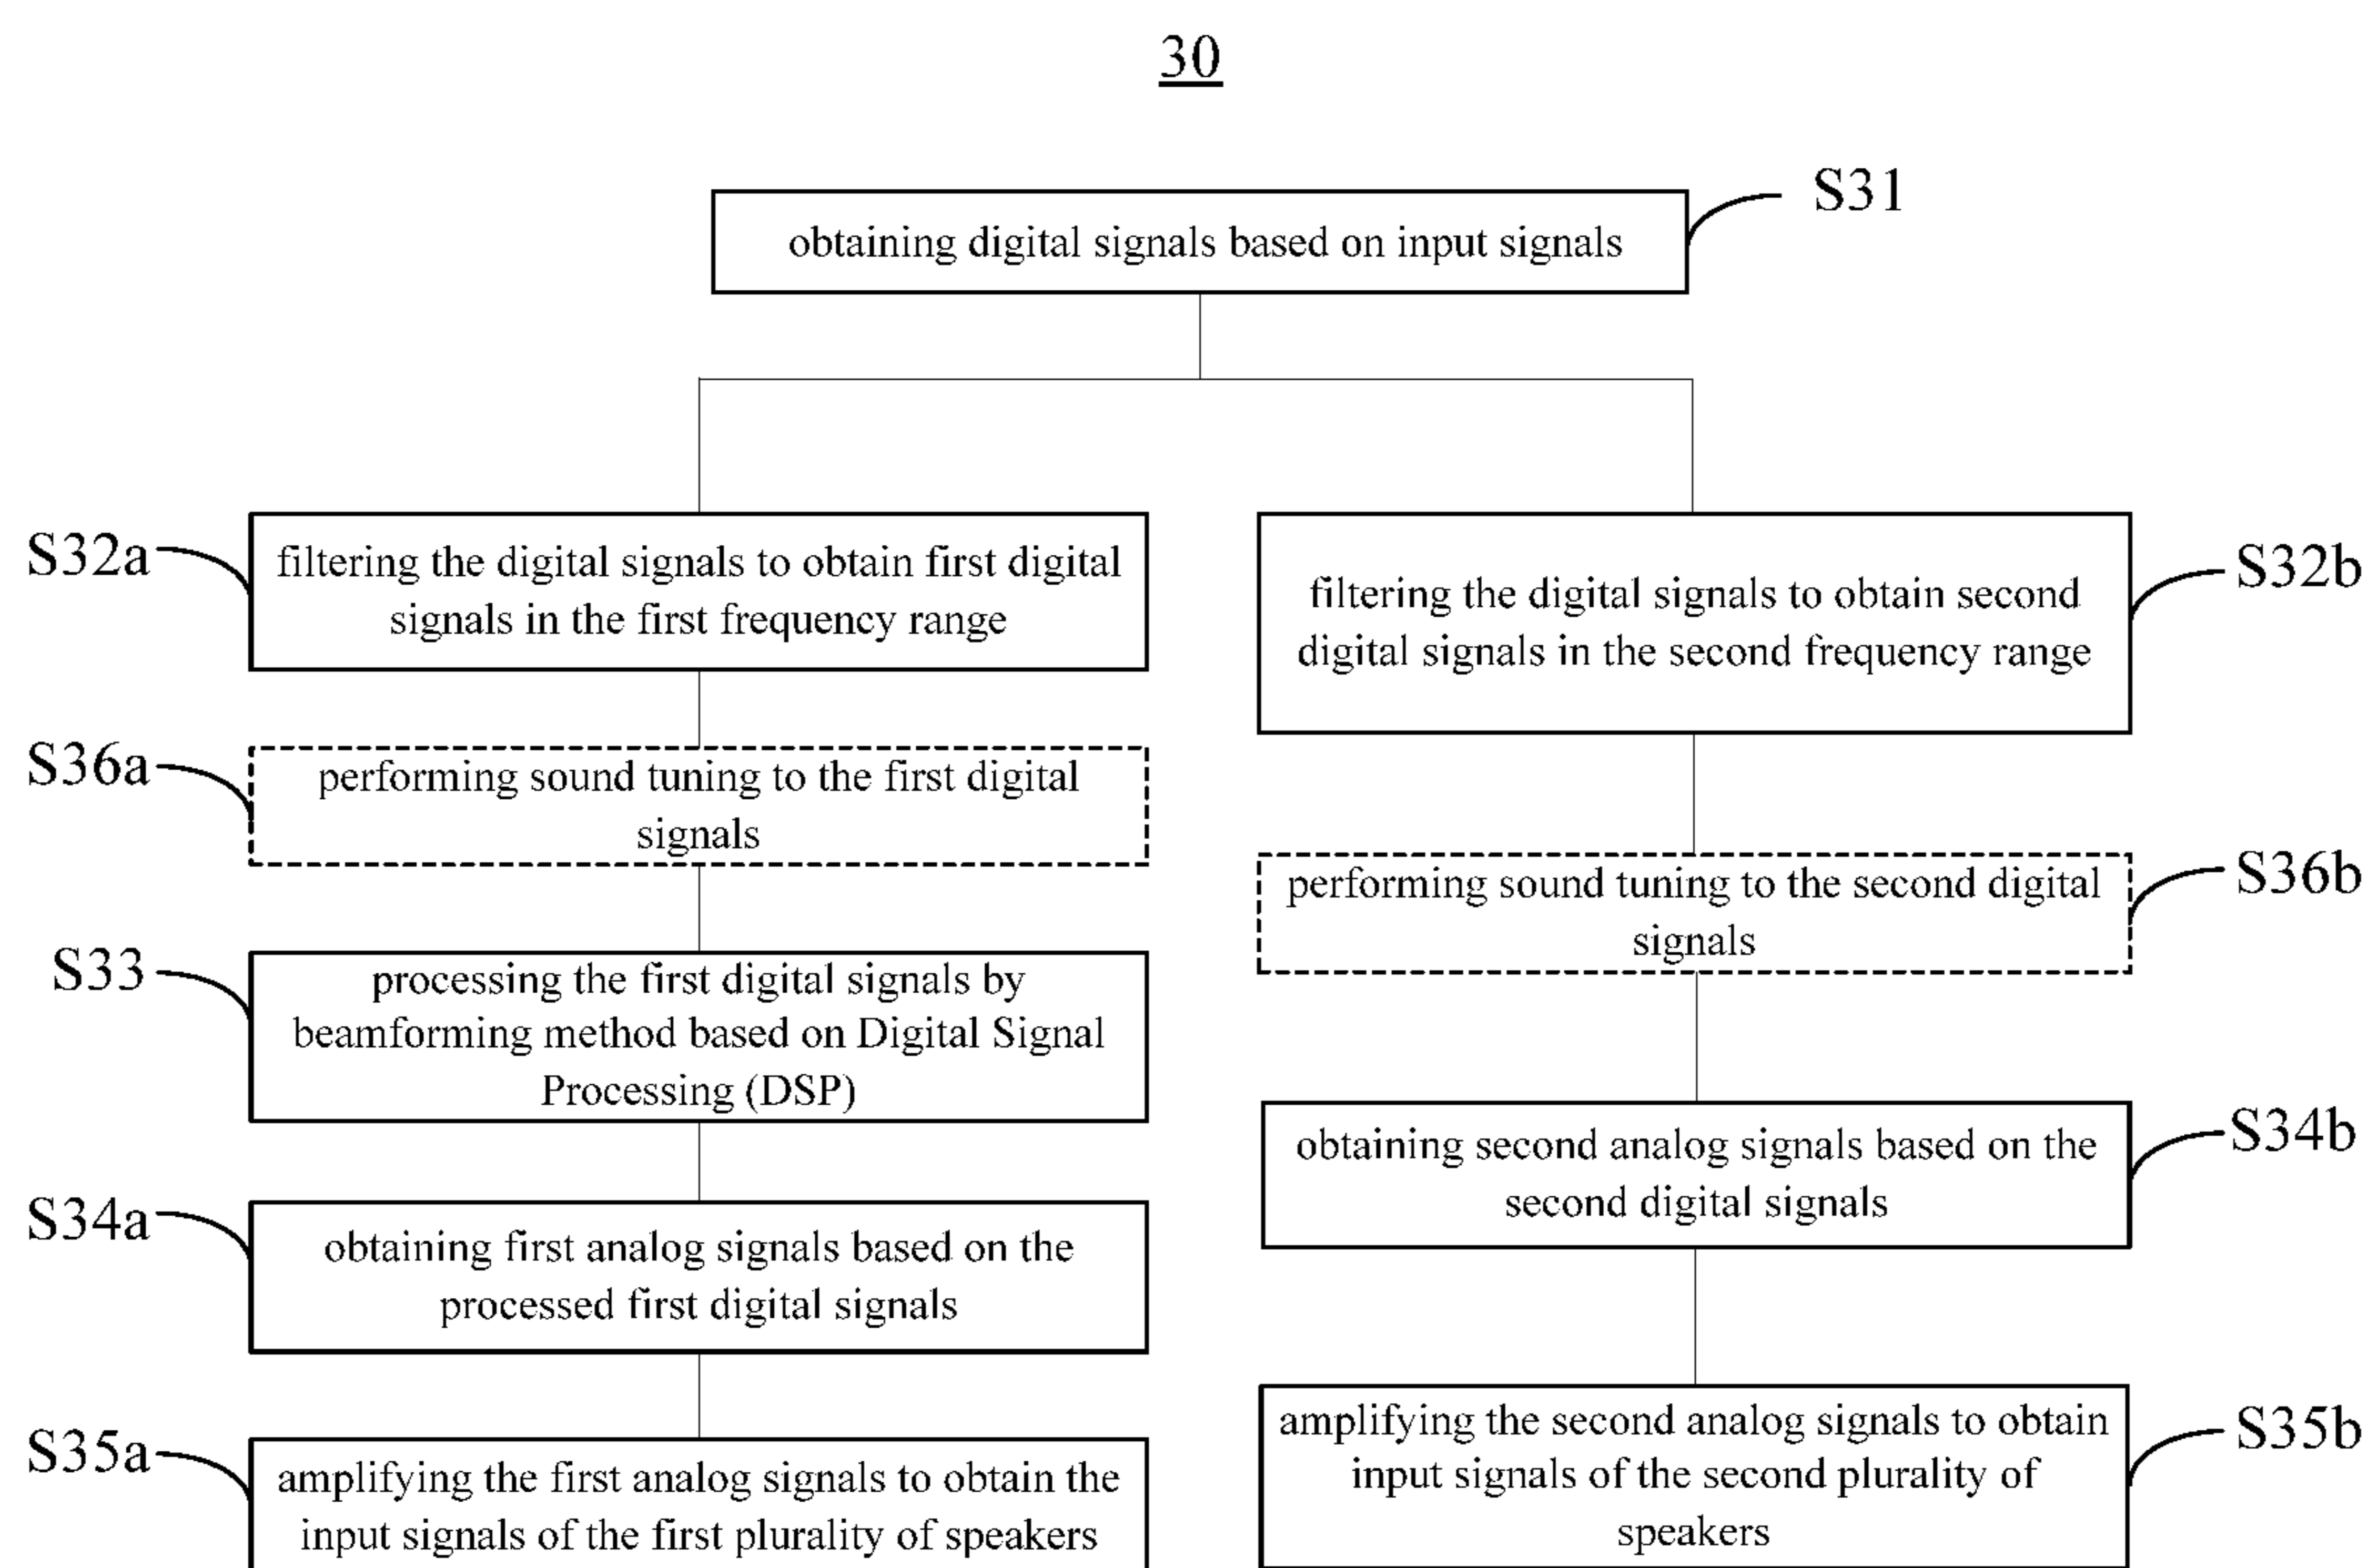 30
S31
obtaining digital signals based on input signals
S32a
filtering the digital signals to obtain first digital
signals in the first frequency range
S32b
filtering the digital signals to obtain second
digital signals in the second frequency range
S36a
performing sound tuning to the first digital
signals
S36b
performing sound tuning to the second digital
signals
S33
processing the first digital signals by
beamforming method based on Digital Signal
Processing (DSP)
S34b
obtaining second analog signals based on the
second digital signals
S34a
obtaining first analog signals based on the
processed first digital signals
S35b
amplifying the second analog signals to obtain
input signals of the second plurality of
speakers
S35a
amplifying the first analog signals to obtain the
input signals of the first plurality of speakers